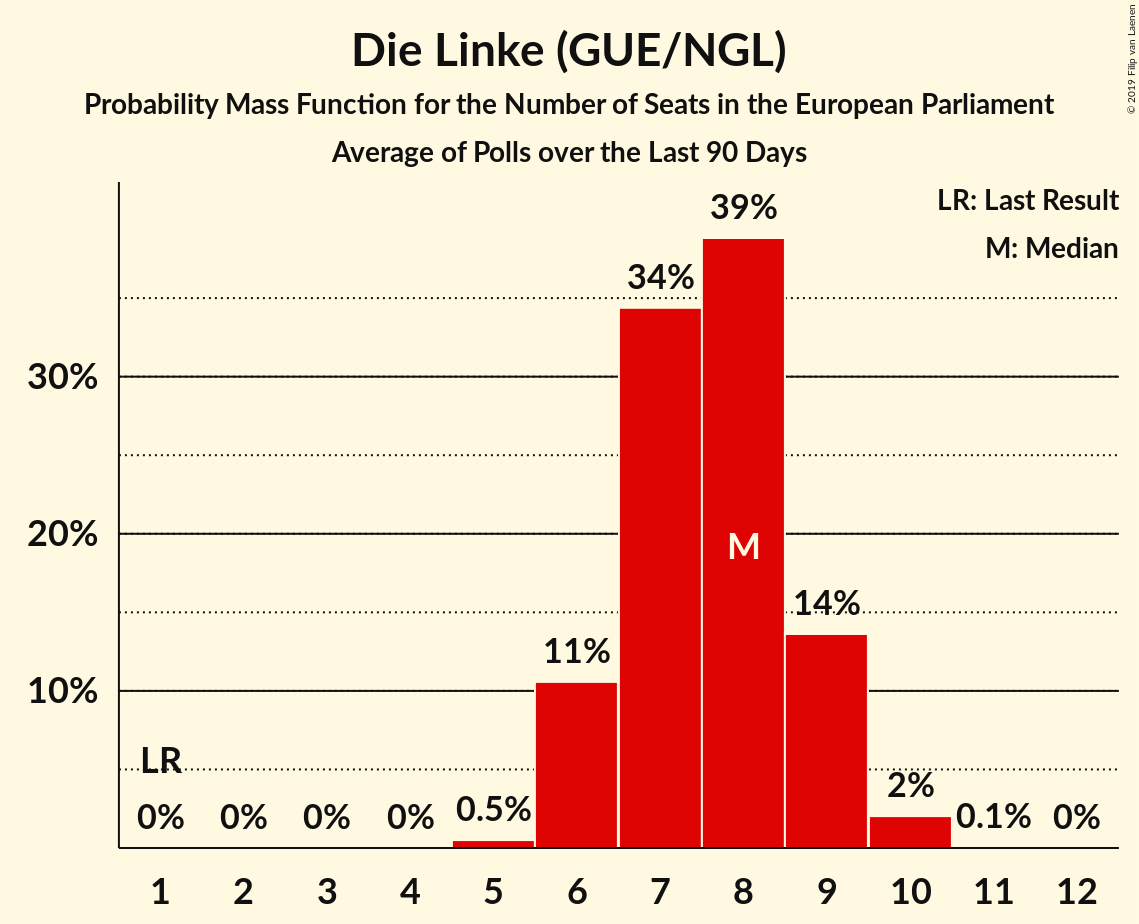 Die Linke (GUE/NGL)
Probability Mass Function for the Number of Seats in the European Parliament
Average of Polls over the Last 90 Days
© 2019 Filip van Laenen
LR: Last Result
M: Median
39%
34%
30%
20%
M
14%
11%
10%
LR
2%
0% 0% 0% 0% 0.5% 0.1% 0%
1 2 3 4 5 6 7 8 9 10 11 12